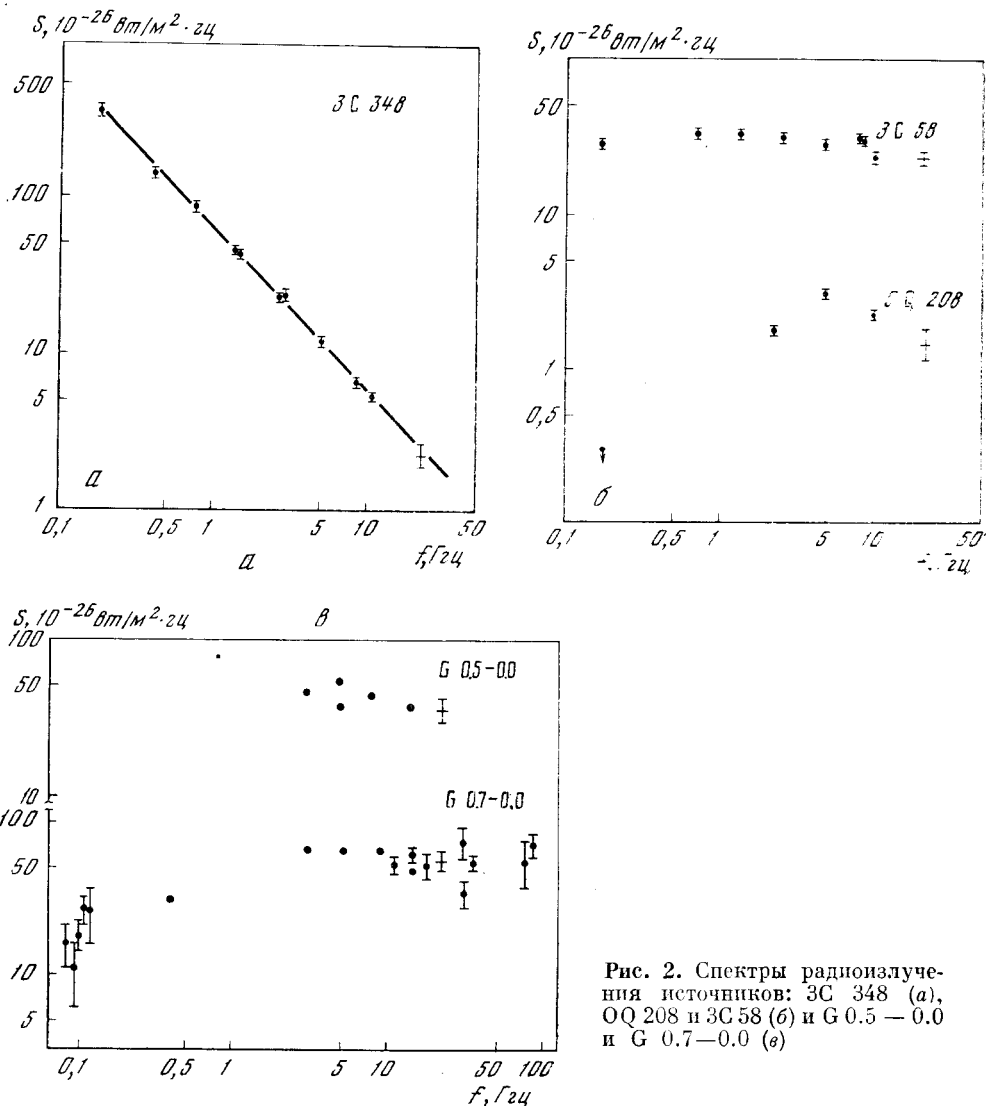 S, 10⁻²⁶ вт/м²·гц
500
100
50
10
5
1
3C 348
а
0,1 0,5 1 5 10 50
f, Ггц
а
S, 10⁻²⁶ вт/м²·гц
50
10
5
1
0,5
3C 58
208
б
0,1 0,5 1 5 10 50
гц
S, 10⁻²⁶ вт/м²·гц
в
100
50
10
G 0.5–0.0
G 0.7–0.0
100
50
10
5
0,1 0,5 1 5 10 50 100
f, Ггц
Рис. 2. Спектры радиоизлуче-
ния источников: 3C 348 (а),
OQ 208 и 3C 58 (б) и G 0.5 — 0.0
и G 0.7—0.0 (в)